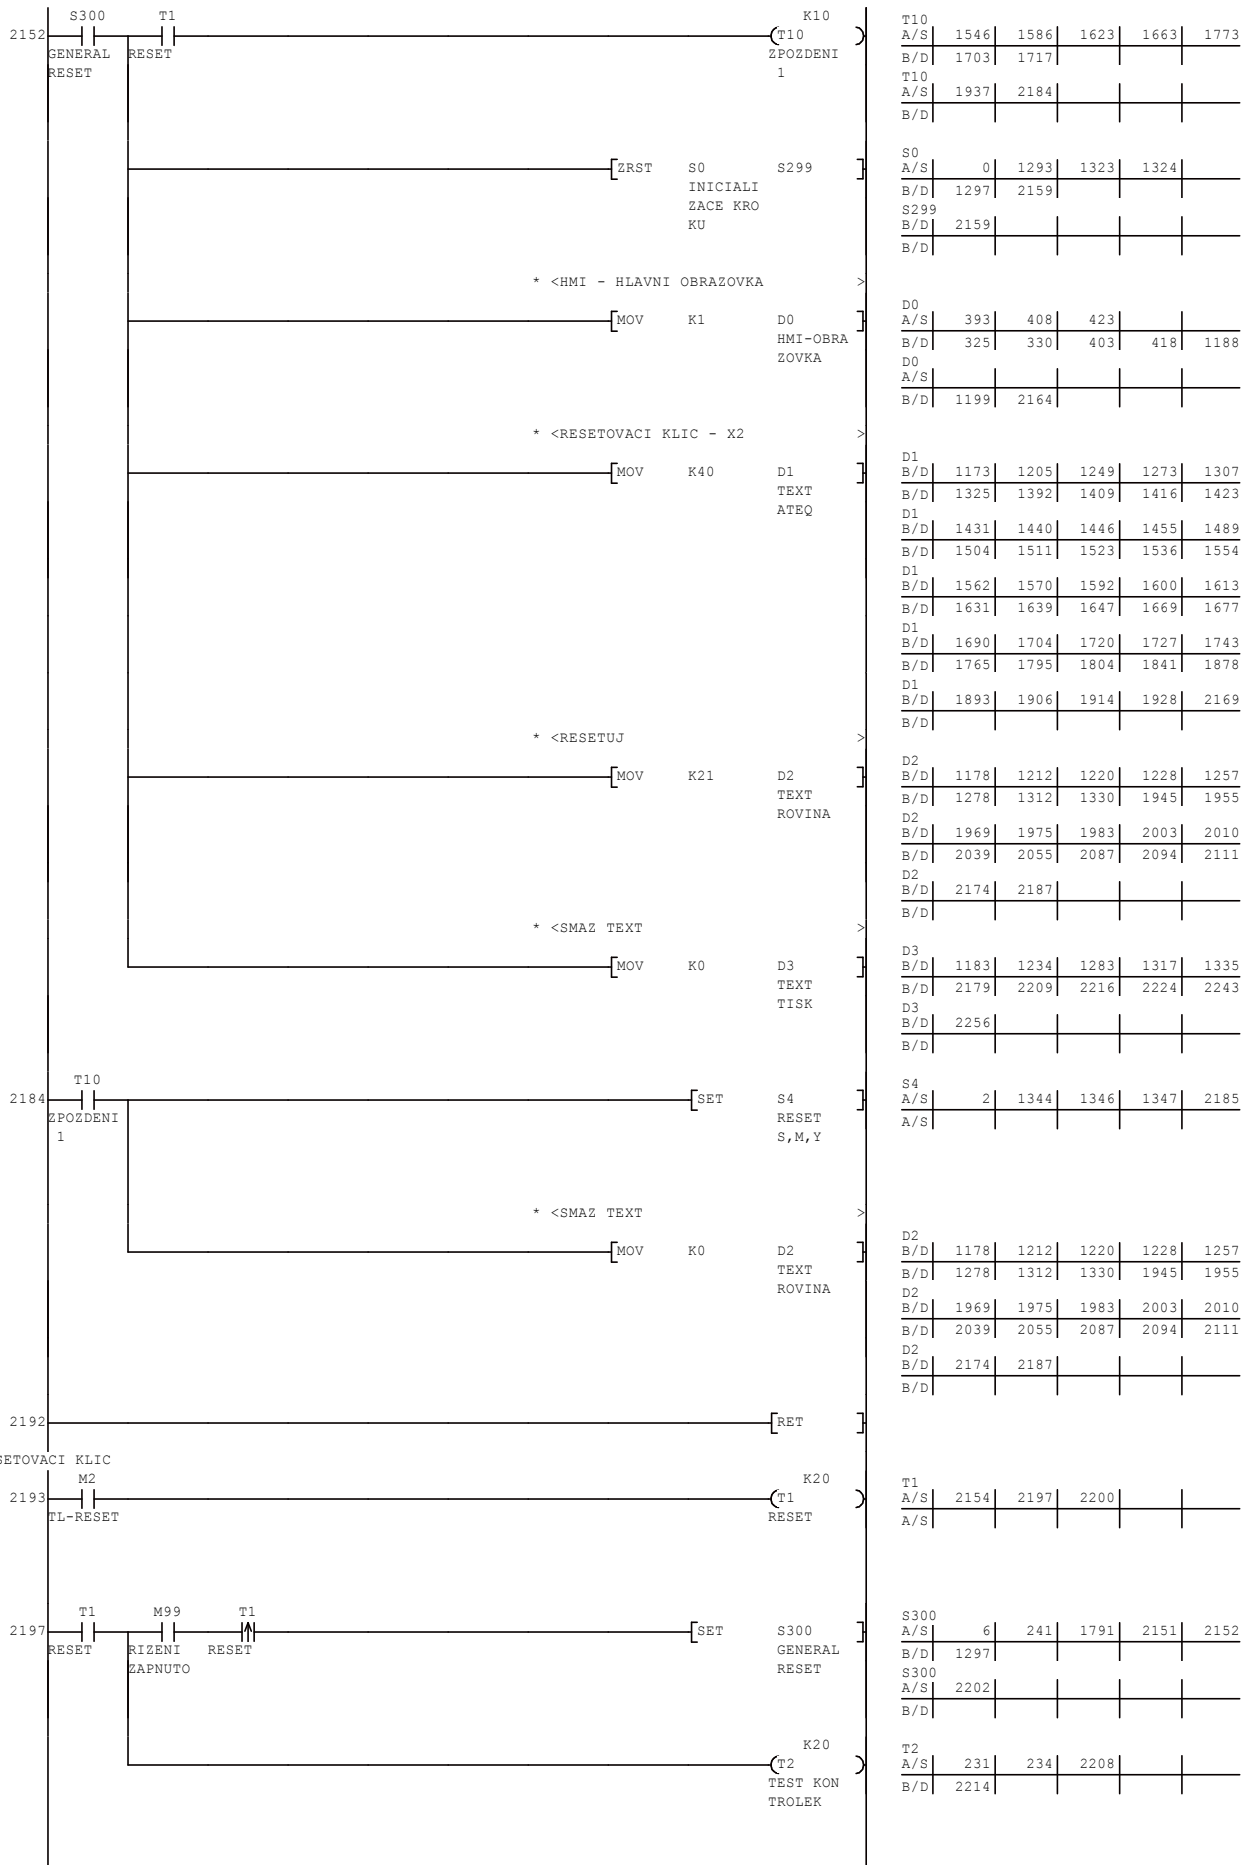 S300 T1 K10 T10
2152 (T10 ) A/S 1546 1586 1623 1663 1773
GENERAL RESET ZPOZDENI B/D 1703 1717
RESET 1 T10
A/S 1937 2184
B/D
S0
[ZRST S0 S299 ] A/S 0 1293 1323 1324
INICIALI B/D 1297 2159
ZACE KRO S299
KU B/D 2159
B/D
* <HMI - HLAVNI OBRAZOVKA >
D0
[MOV K1 D0 ] A/S 393 408 423
HMI-OBRA B/D 325 330 403 418 1188
ZOVKA D0
A/S
B/D 1199 2164
* <RESETOVACI KLIC - X2 >
D1
[MOV K40 D1 ] B/D 1173 1205 1249 1273 1307
TEXT B/D 1325 1392 1409 1416 1423
ATEQ D1
B/D 1431 1440 1446 1455 1489
B/D 1504 1511 1523 1536 1554
D1
B/D 1562 1570 1592 1600 1613
B/D 1631 1639 1647 1669 1677
D1
B/D 1690 1704 1720 1727 1743
B/D 1765 1795 1804 1841 1878
D1
B/D 1893 1906 1914 1928 2169
B/D
* <RESETUJ >
D2
[MOV K21 D2 ] B/D 1178 1212 1220 1228 1257
TEXT B/D 1278 1312 1330 1945 1955
ROVINA D2
B/D 1969 1975 1983 2003 2010
B/D 2039 2055 2087 2094 2111
D2
B/D 2174 2187
B/D
* <SMAZ TEXT >
D3
[MOV K0 D3 ] B/D 1183 1234 1283 1317 1335
TEXT B/D 2179 2209 2216 2224 2243
TISK D3
B/D 2256
B/D
T10 S4
2184 [SET S4 ] A/S 2 1344 1346 1347 2185
ZPOZDENI RESET A/S
1 S,M,Y
* <SMAZ TEXT >
D2
[MOV K0 D2 ] B/D 1178 1212 1220 1228 1257
TEXT B/D 1278 1312 1330 1945 1955
ROVINA D2
B/D 1969 1975 1983 2003 2010
B/D 2039 2055 2087 2094 2111
D2
B/D 2174 2187
B/D
2192 [RET ]
SETOVACI KLIC
M2 K20 T1
2193 (T1 ) A/S 2154 2197 2200
TL-RESET RESET A/S
T1 M99 T1 S300
2197 [SET S300 ] A/S 6 241 1791 2151 2152
RESET RIZENI RESET GENERAL B/D 1297
ZAPNUTO RESET S300
A/S 2202
B/D
K20 T2
(T2 ) A/S 231 234 2208
TEST KON B/D 2214
TROLEK